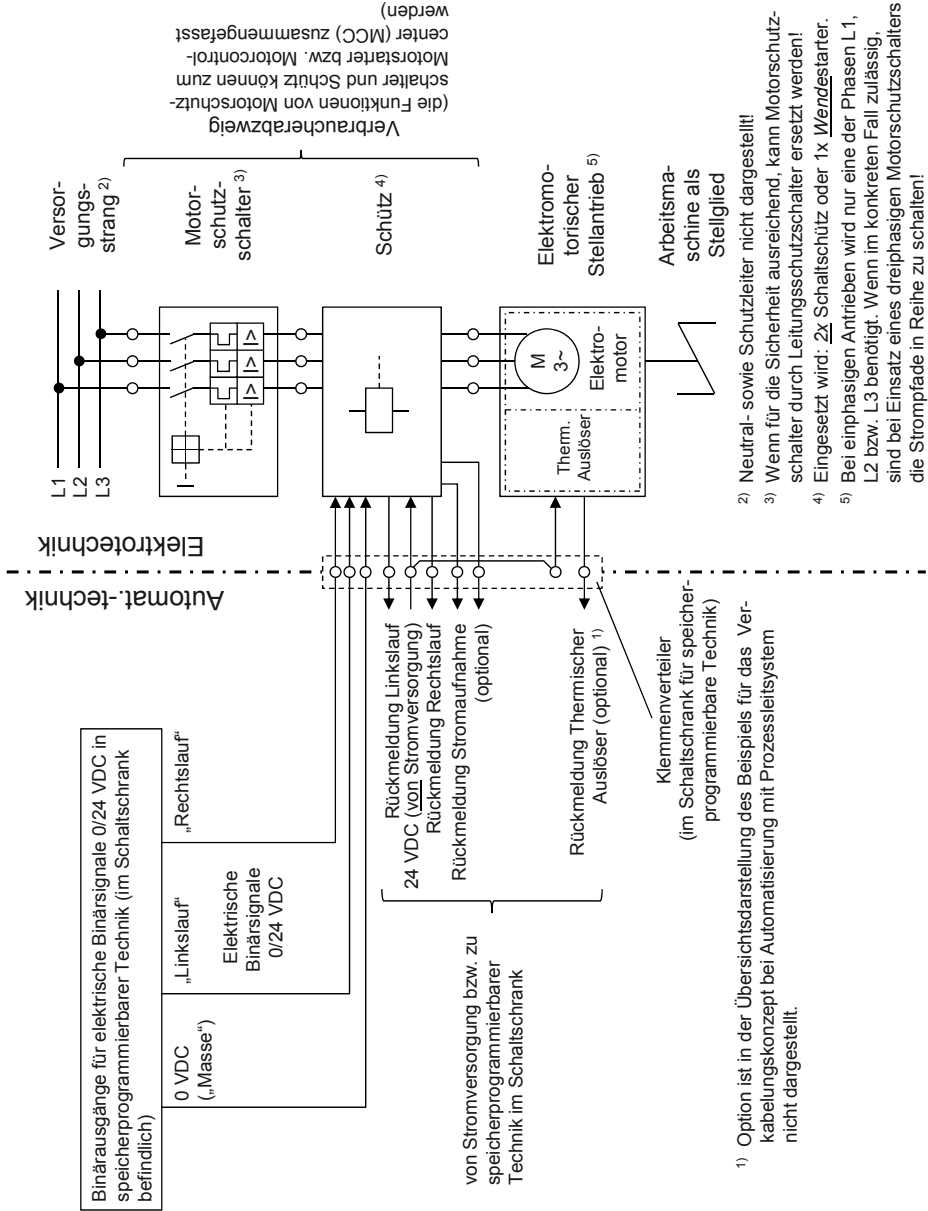 Binärausgänge für elektrische Binärsignale 0/24 VDC in
speicherprogrammierbarer Technik (im Schaltschrank
befindlich)
0 VDC
(„Masse“)
„Linkslauf“
„Rechtslauf“
Elektrische
Binärsignale
0/24 VDC
Automat.-technik
Elektrotechnik
L1
L2
L3
Versor-
gungs-
strang 2)
Motor-
schutz-
schalter 3)
I
I>
I>
I>
Schütz 4)
Verbraucherabzweig
(die Funktionen von Motorschutz-
schalter und Schütz können zum
Motorstarter bzw. Motorcontrol-
center (MCC) zusammengefasst
werden)
Therm.
Auslöser
M
3~
Elektro-
motor
Elektromo-
torischer
Stellantrieb 5)
Arbeitsma-
schine als
Stellglied
von Stromversorgung bzw. zu
speicherprogrammierbarer
Technik im Schaltschrank
Rückmeldung Linkslauf
24 VDC (von Stromversorgung)
Rückmeldung Rechtslauf
Rückmeldung Stromaufnahme
(optional)
Rückmeldung Thermischer
Auslöser (optional) 1)
Klemmenverteiler
(im Schaltschrank für speicher-
programmierbare Technik)
1) Option ist in der Übersichtsdarstellung des Beispiels für das Ver-
kabelungskonzept bei Automatisierung mit Prozessleitsystem
nicht dargestellt.
2) Neutral- sowie Schutzleiter nicht dargestellt!
3) Wenn für die Sicherheit ausreichend, kann Motorschutz-
schalter durch Leitungsschutzschalter ersetzt werden!
4) Eingesetzt wird: 2x Schaltschütz oder 1x Wendestarter.
5) Bei einphasigen Antrieben wird nur eine der Phasen L1,
L2 bzw. L3 benötigt. Wenn im konkreten Fall zulässig,
sind bei Einsatz eines dreiphasigen Motorschutzschalters
die Strompfade in Reihe zu schalten!